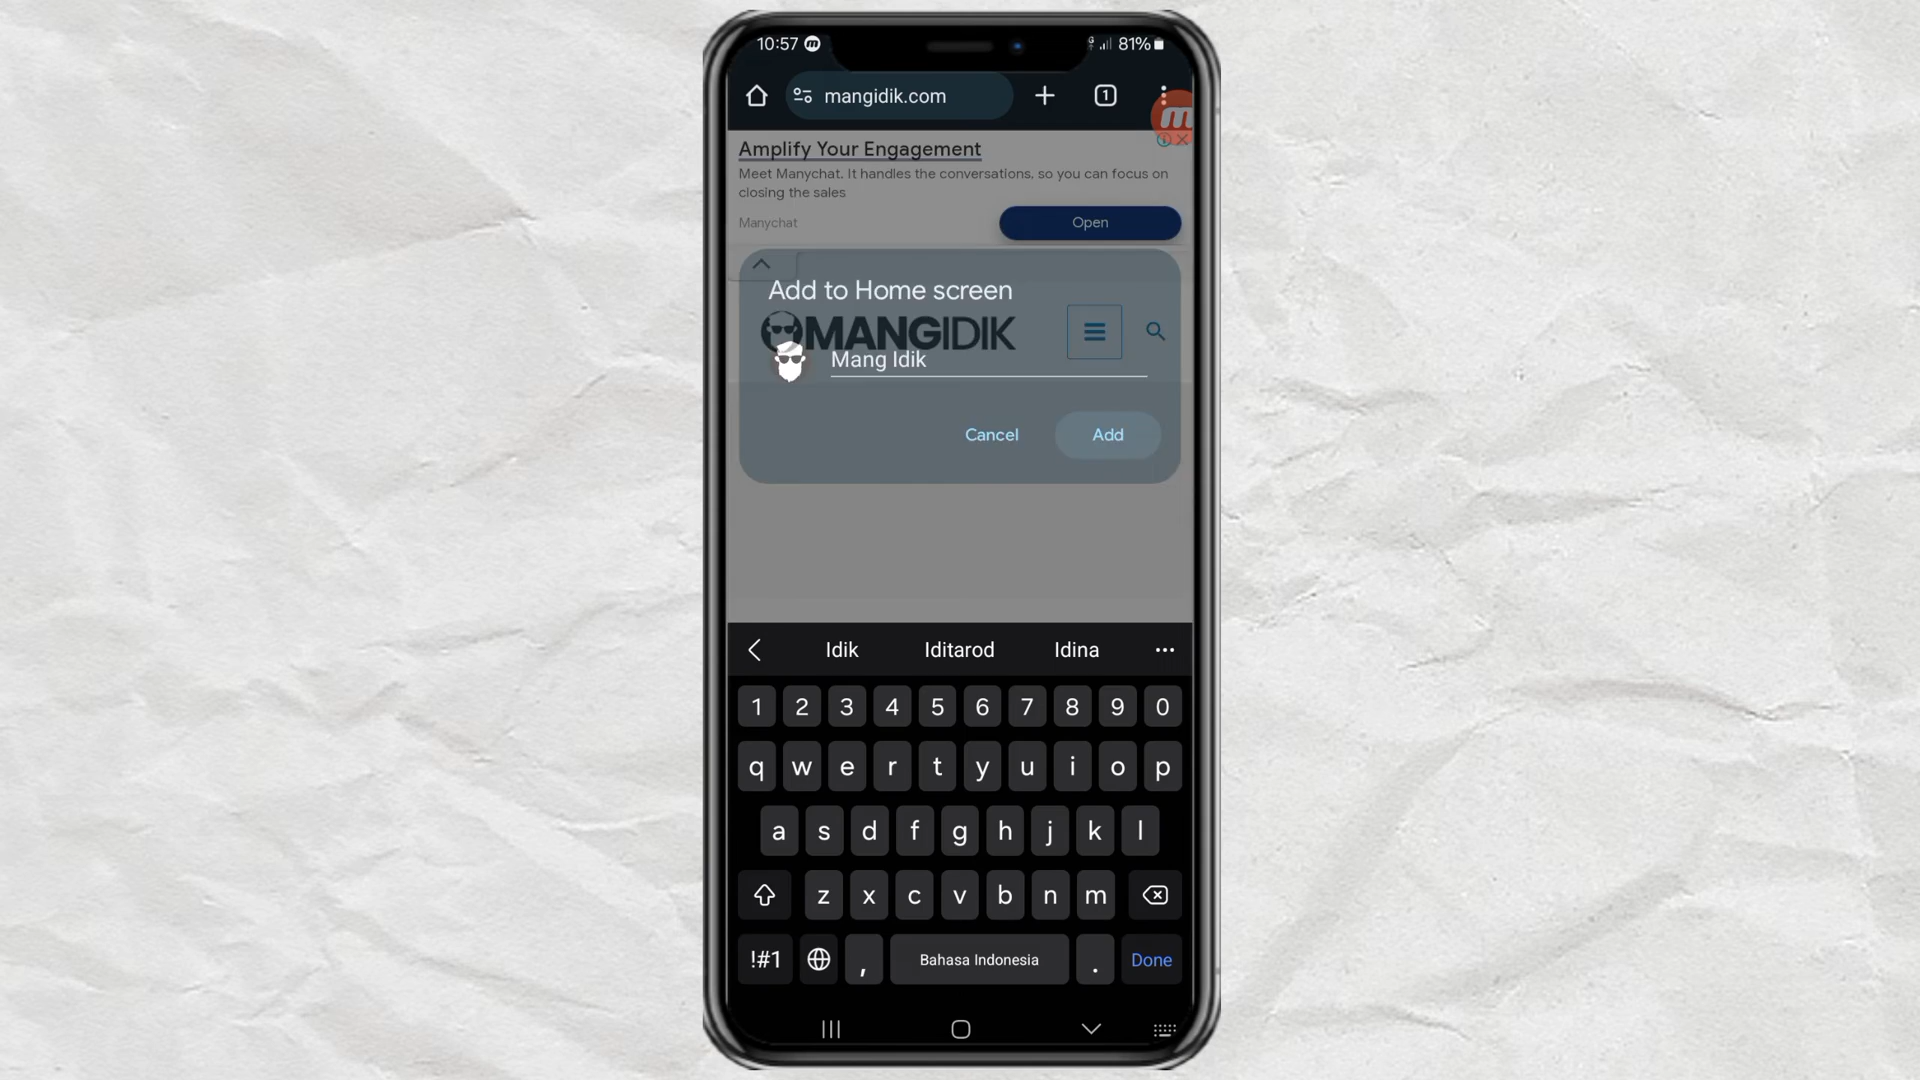 10:57 81%
mangidik.com 1
Amplify Your Engagement
Meet Manychat. It handles the conversations, so you can focus on
closing the sales
Manychat Open
Add to Home screen
MANGIDIK
Mang Idik
Cancel Add
Idik Iditarod Idina
1 2 3 4 5 6 7 8 9 0
q w e r t y u i o p
a s d f g h j k l
z x c v b n m
!#1 , Bahasa Indonesia . Done